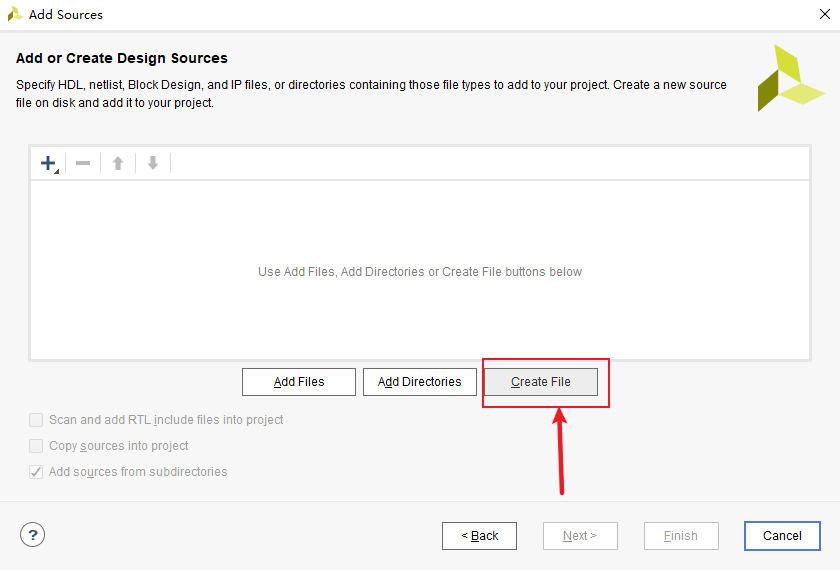 Add Sources
Add or Create Design Sources
Specify HDL, netlist, Block Design, and IP files, or directories containing those file types to add to your project. Create a new source
file on disk and add it to your project.
Use Add Files, Add Directories or Create File buttons below
Add Files
Add Directories
Create File
Scan and add RTL include files into project
Copy sources into project
Add sources from subdirectories
?
< Back
Next >
Finish
Cancel